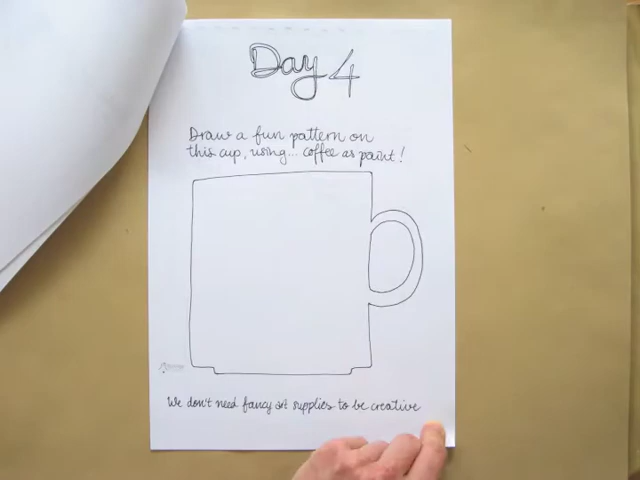 Day 4
Draw a fun pattern on
this cup, using... coffee as paint!
We don't need fancy art supplies to be creative